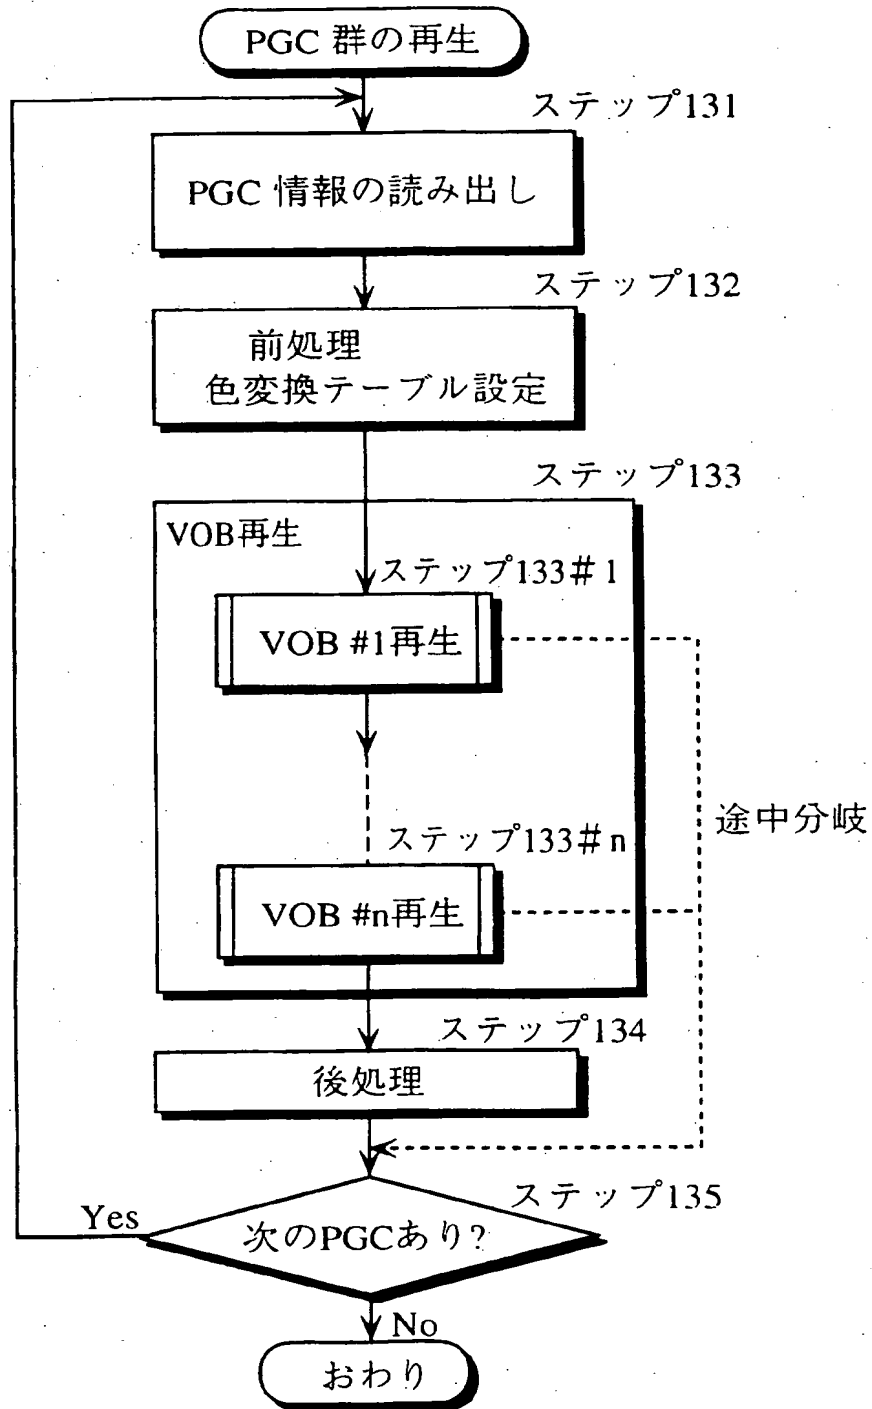 PGC 群の再生
ステップ131
PGC 情報の読み出し
ステップ132
前処理
色変換テーブル設定
ステップ133
VOB再生
ステップ133＃1
VOB #1再生
途中分岐
ステップ133＃n
VOB #n再生
ステップ134
後処理
ステップ135
Yes
次のPGCあり?
No
おわり